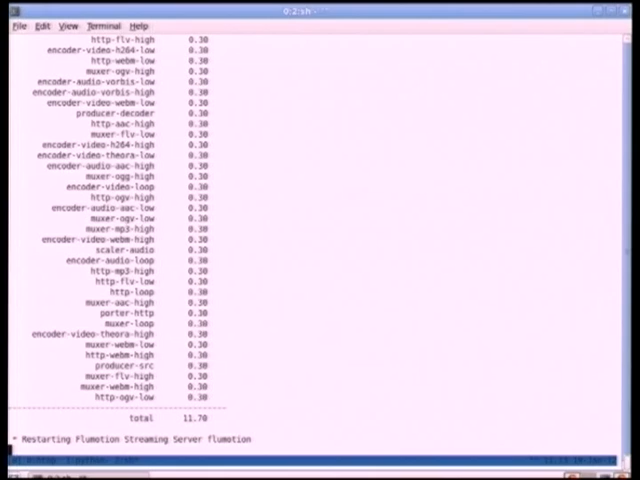 0:2:sh - ""
File Edit View Terminal Help
http-flv-high 0.30
encoder-video-h264-low 0.30
http-webm-low 0.30
muxer-ogv-high 0.30
encoder-audio-vorbis-low 0.30
encoder-audio-vorbis-high 0.30
encoder-video-webm-low 0.30
producer-decoder 0.30
http-aac-high 0.30
muxer-flv-low 0.30
encoder-video-h264-high 0.30
encoder-video-theora-low 0.30
encoder-audio-aac-high 0.30
muxer-ogg-high 0.30
encoder-video-loop 0.30
http-ogv-high 0.30
encoder-audio-aac-low 0.30
muxer-ogv-low 0.30
muxer-mp3-high 0.30
encoder-video-webm-high 0.30
scaler-audio 0.30
encoder-audio-loop 0.30
http-mp3-high 0.30
http-flv-low 0.30
http-loop 0.30
muxer-aac-high 0.30
porter-http 0.30
muxer-loop 0.30
encoder-video-theora-high 0.30
muxer-webm-low 0.30
http-webm-high 0.30
producer-src 0.30
muxer-flv-high 0.30
muxer-webm-high 0.30
http-ogv-low 0.30
total 11.70
* Restarting Flumotion Streaming Server flumotion